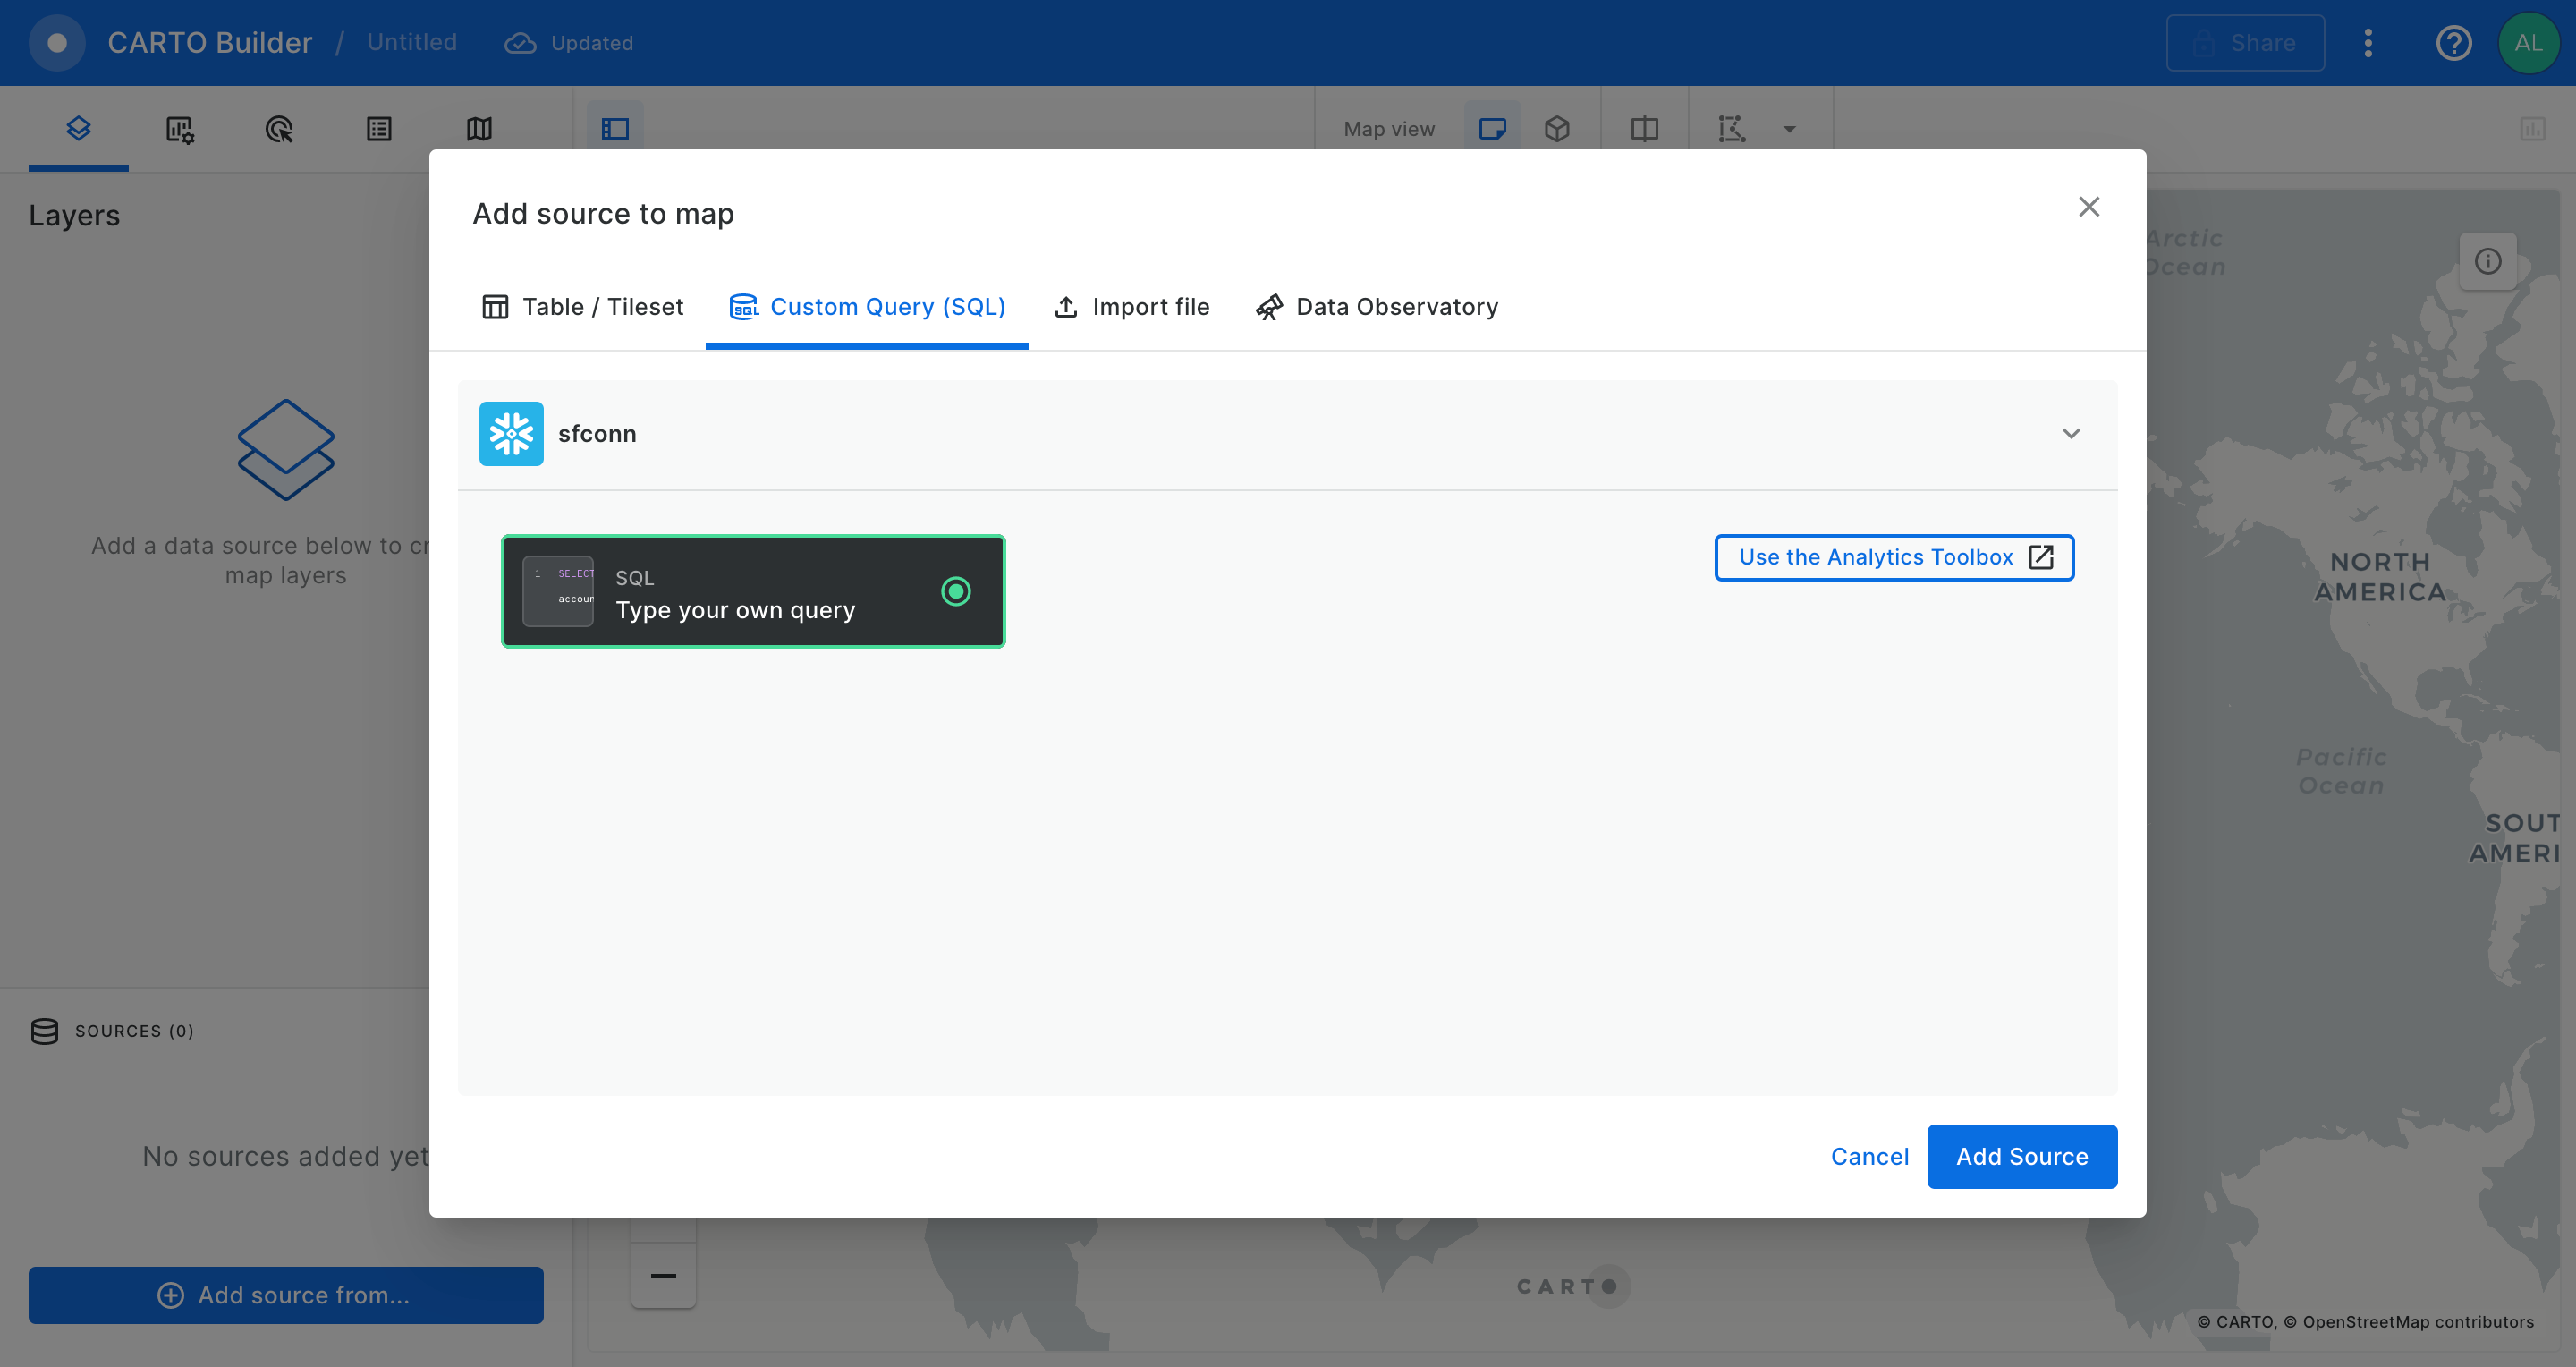 CARTO Builder / Untitled Updated Share AL
Map view
Layers
Add a data source below to cr
map layers
SOURCES (0)
No sources added yet
Add source from...
Add source to map
Table / Tileset Custom Query (SQL) Import file Data Observatory
sfconn
1 SELECT
accoun
SQL
Type your own query
Use the Analytics Toolbox
Cancel Add Source
Arctic
Ocean
NORTH
AMERICA
Pacific
Ocean
SOUT
AMERI
CARTO
© CARTO, © OpenStreetMap contributors